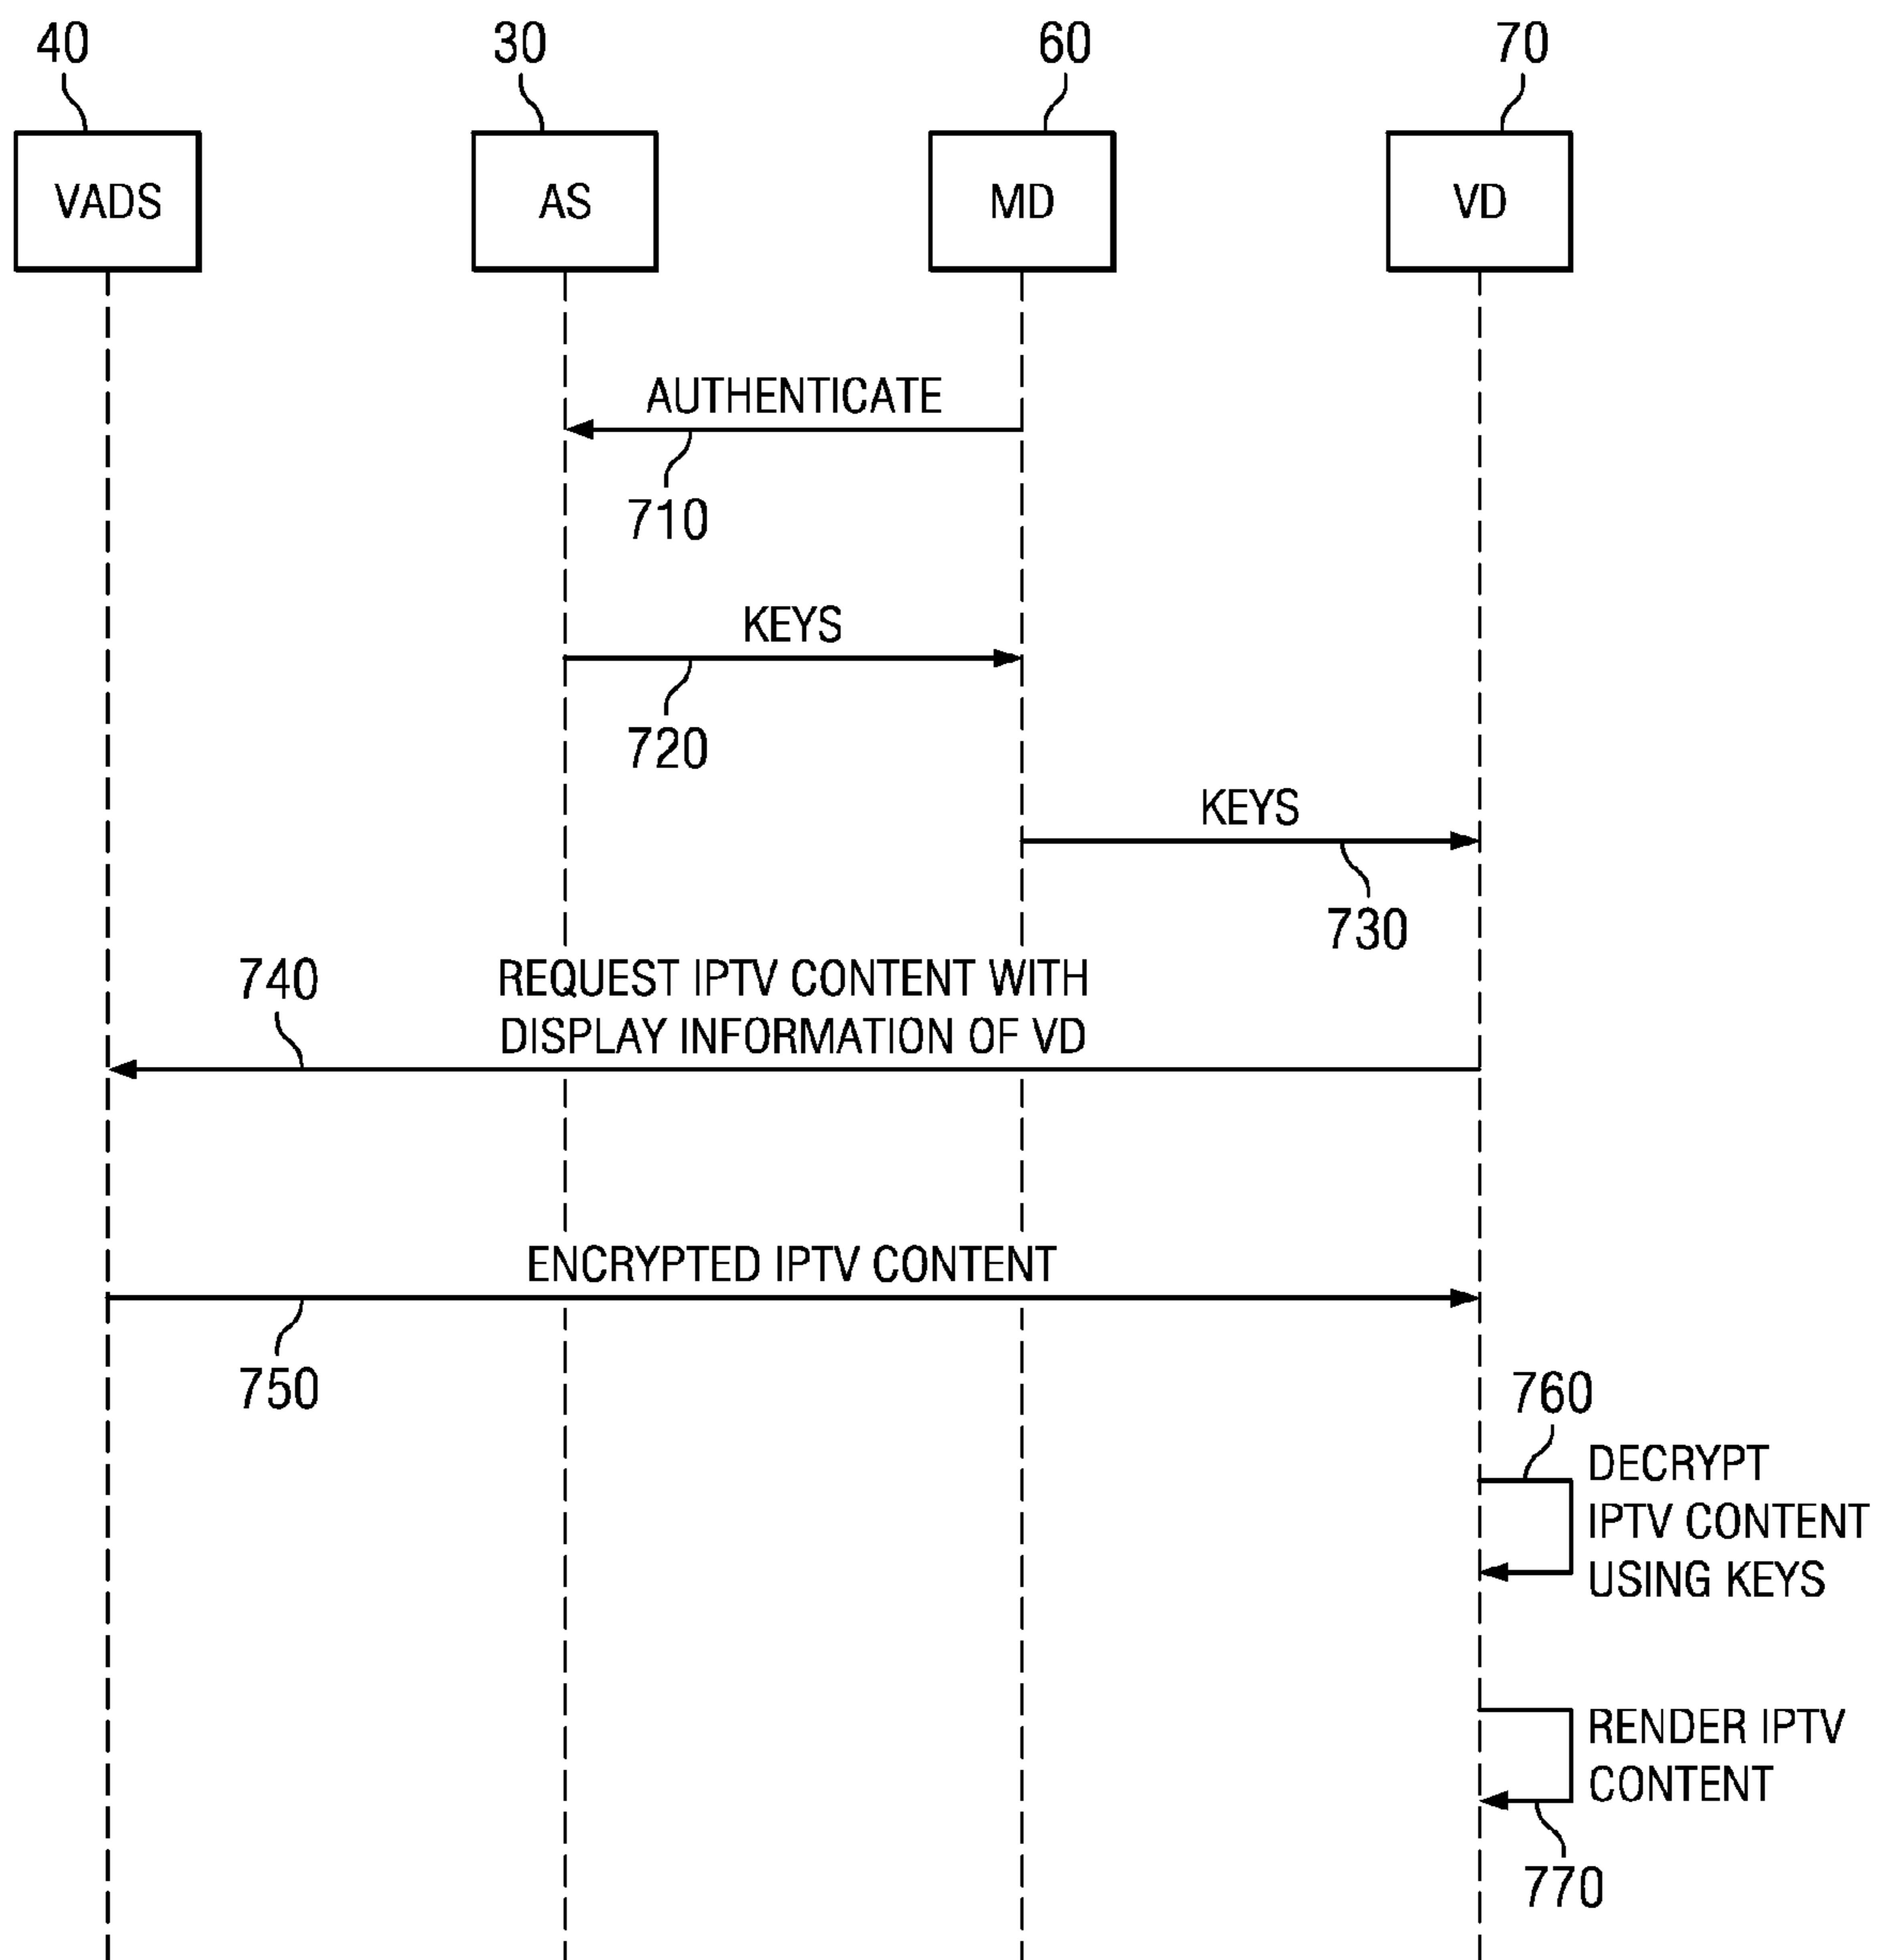 40
30
60
70
VADS
AS
MD
VD
AUTHENTICATE
710
KEYS
720
KEYS
730
740
REQUEST IPTV CONTENT WITH
DISPLAY INFORMATION OF VD
ENCRYPTED IPTV CONTENT
750
760
DECRYPT
IPTV CONTENT
USING KEYS
RENDER IPTV
CONTENT
770